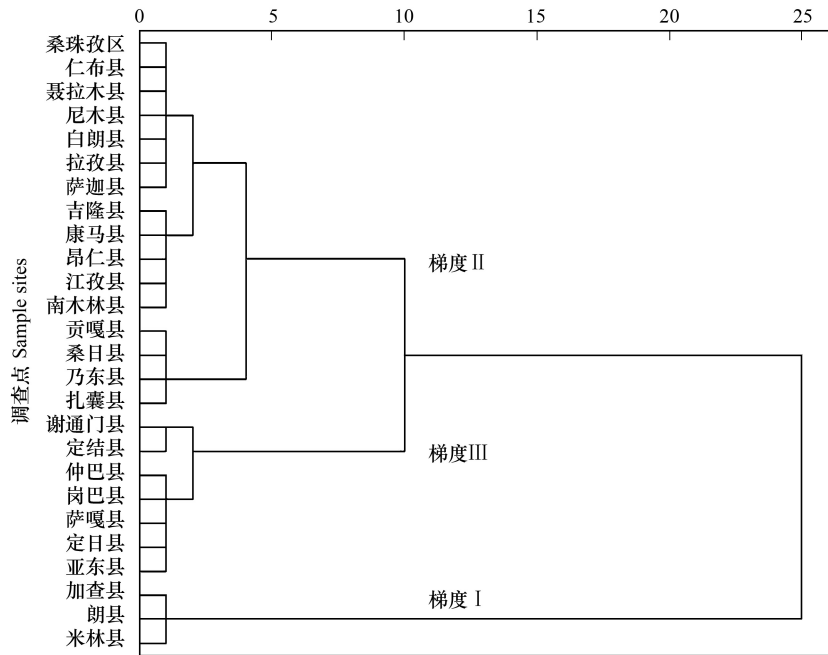 0 5 10 15 20 25
桑珠孜区
仁布县
聂拉木县
尼木县
白朗县
拉孜县
萨迦县
吉隆县
康马县
昂仁县
江孜县
南木林县
贡嘎县
桑日县
乃东县
扎囊县
谢通门县
定结县
仲巴县
岗巴县
萨嘎县
定日县
亚东县
加查县
朗县
米林县
调查点 Sample sites
梯度Ⅱ
梯度Ⅲ
梯度Ⅰ